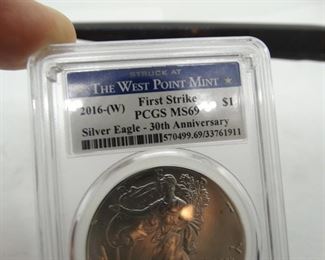 STRUCK AT
THE WEST POINT MINT
2016-(W) First Strike $1
PCGS MS69
Silver Eagle - 30th Anniversary
570499.69/33761911